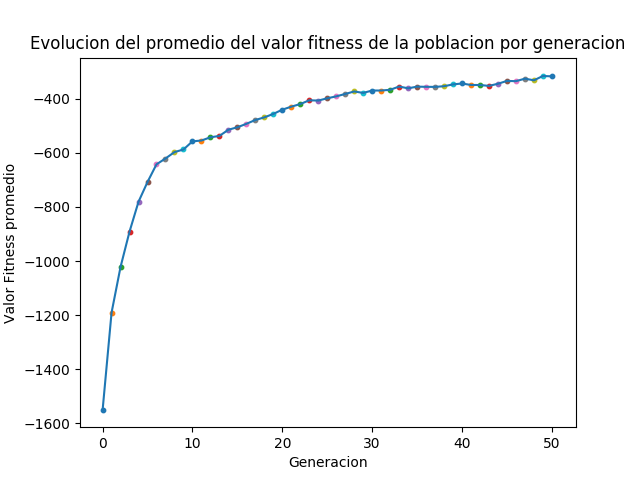 Evolucion del promedio del valor fitness de la poblacion por generacion
Valor Fitness promedio
−400
−600
−800
−1000
−1200
−1400
−1600
0 10 20 30 40 50
Generacion